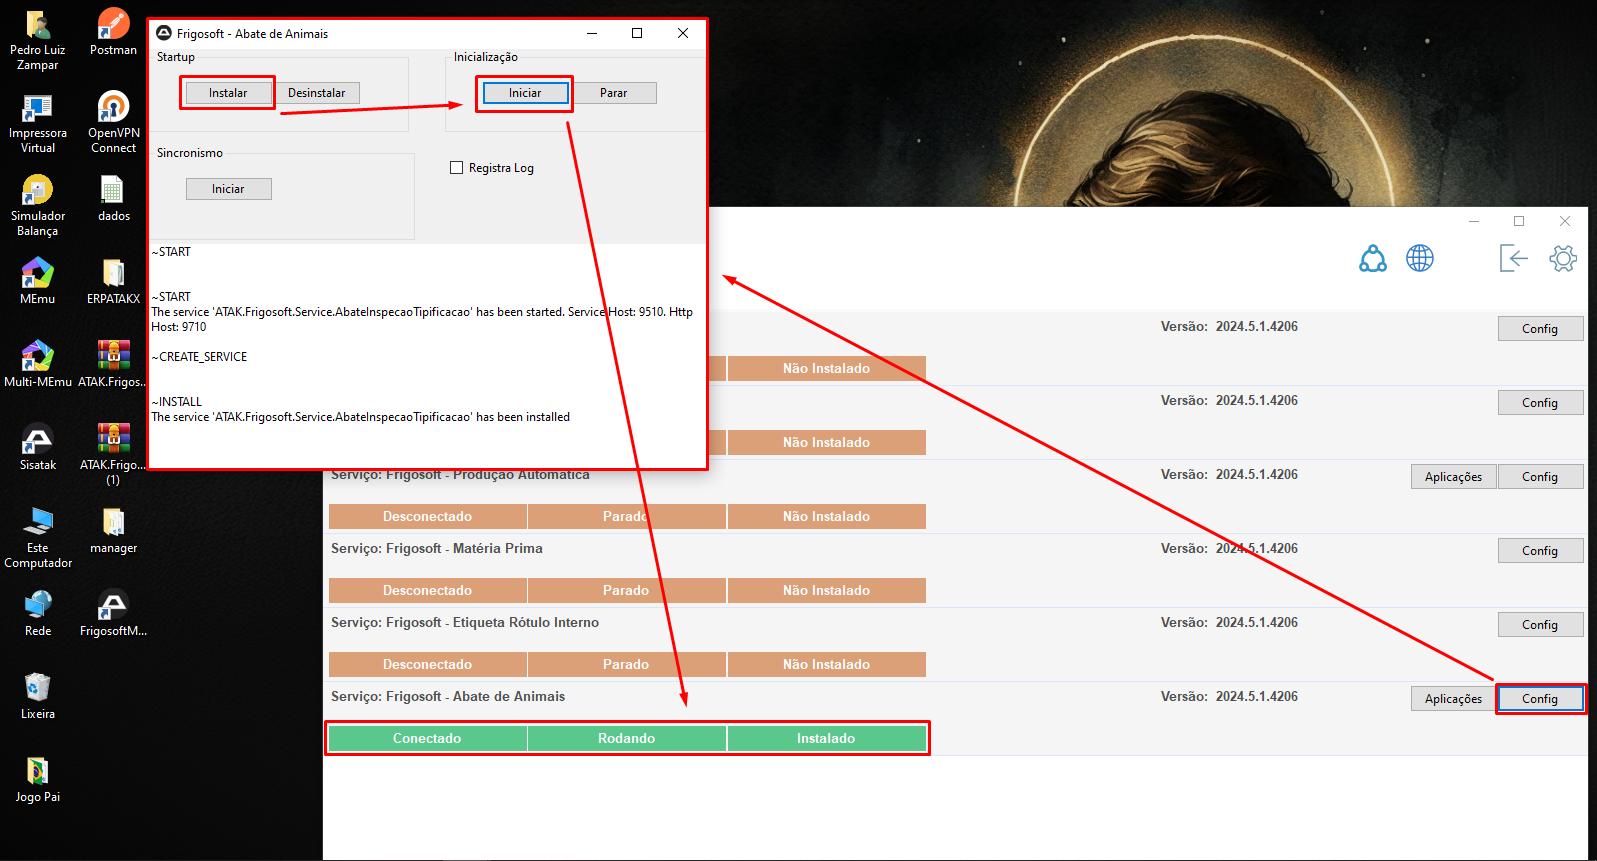 Pedro Luiz
Zampar
Postman
Impressora
Virtual
OpenVPN
Connect
Simulador
Balança
dados
MEmu
ERPATAKX
Multi-MEmu
ATAK.Frigos...
Sisatak
ATAK.Frigo...
(1)
Este
Computador
manager
Rede
FrigosoftM...
Lixeira
Jogo Pai
Frigosoft - Abate de Animais
Startup
Inicialização
Instalar
Desinstalar
Iniciar
Parar
Sincronismo
Registra Log
Iniciar
~START
~START
The service 'ATAK.Frigosoft.Service.AbateInspecaoTipificacao' has been started. Service Host: 9510. Http
Host: 9710
~CREATE_SERVICE
~INSTALL
The service 'ATAK.Frigosoft.Service.AbateInspecaoTipificacao' has been installed
Versão: 2024.5.1.4206
Config
Não Instalado
Versão: 2024.5.1.4206
Config
Não Instalado
Serviço: Frigosoft - Produção Automática
Versão: 2024.5.1.4206
Aplicações
Config
Desconectado
Parado
Não Instalado
Serviço: Frigosoft - Matéria Prima
Versão: 2024.5.1.4206
Config
Desconectado
Parado
Não Instalado
Serviço: Frigosoft - Etiqueta Rótulo Interno
Versão: 2024.5.1.4206
Config
Desconectado
Parado
Não Instalado
Serviço: Frigosoft - Abate de Animais
Versão: 2024.5.1.4206
Aplicações
Config
Conectado
Rodando
Instalado